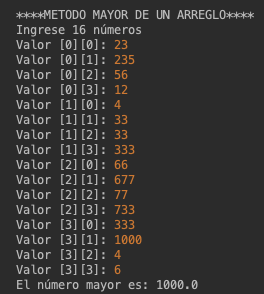 ****METODO MAYOR DE UN ARREGLO****
Ingrese 16 números
Valor [0][0]: 23
Valor [0][1]: 235
Valor [0][2]: 56
Valor [0][3]: 12
Valor [1][0]: 4
Valor [1][1]: 33
Valor [1][2]: 33
Valor [1][3]: 333
Valor [2][0]: 66
Valor [2][1]: 677
Valor [2][2]: 77
Valor [2][3]: 733
Valor [3][0]: 333
Valor [3][1]: 1000
Valor [3][2]: 4
Valor [3][3]: 6
El número mayor es: 1000.0